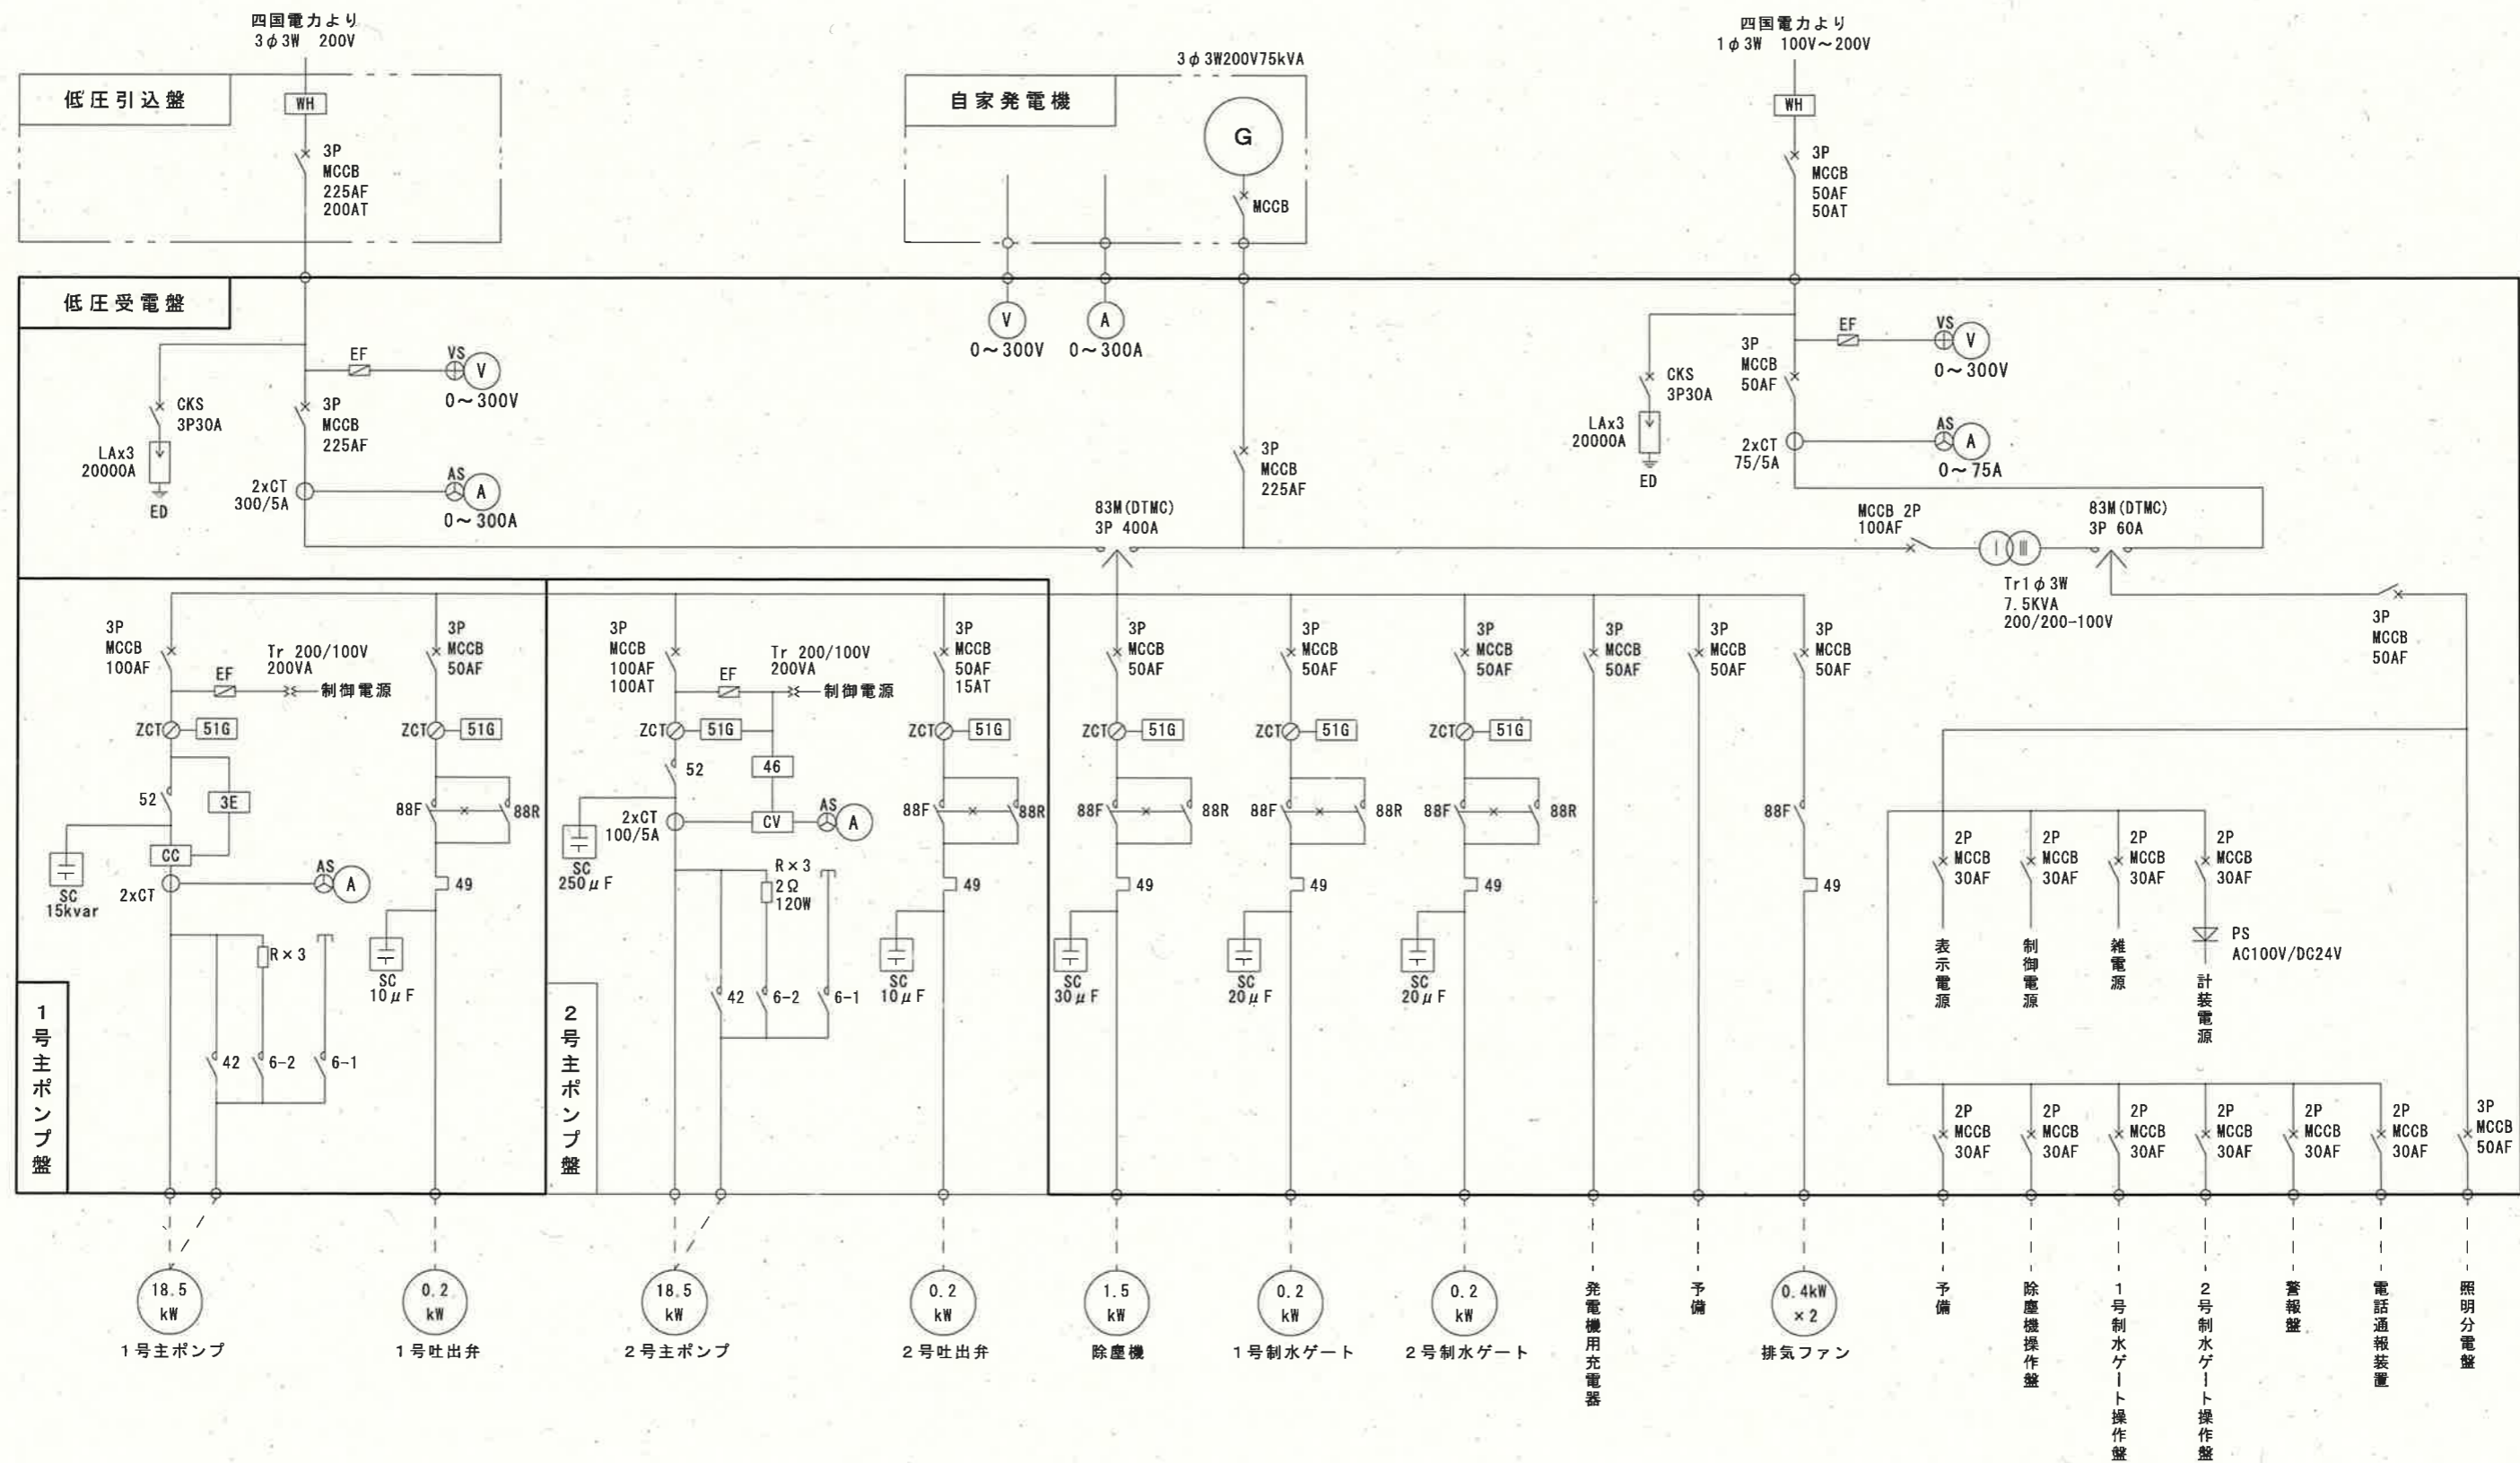 四国電力より
3φ3W 200V
低圧引込盤
WH
3P
MCCB
225AF
200AT
3φ3W200V75kVA
自家発電機
G
MCCB
四国電力より
1φ3W 100V~200V
WH
3P
MCCB
50AF
50AT
低圧受電盤
EF
VS
V
0~300V
CKS
3P30A
3P
MCCB
225AF
LAx3
20000A
ED
2xCT
300/5A
AS
A
0~300A
V
0~300V
A
0~300A
3P
MCCB
225AF
83M(DTMC)
3P 400A
EF
VS
V
0~300V
3P
MCCB
50AF
CKS
3P30A
LAx3
20000A
ED
2xCT
75/5A
AS
A
0~75A
MCCB 2P
100AF
83M(DTMC)
3P 60A
Tr1φ3W
7.5KVA
200/200-100V
3P
MCCB
50AF
1号主ポンプ盤
3P
MCCB
100AF
EF
Tr 200/100V
200VA
制御電源
ZCT
51G
52
3E
CC
SC
15kvar
2xCT
AS
A
R×3
42
6-2
6-1
3P
MCCB
50AF
ZCT
51G
88F
88R
49
SC
10μF
2号主ポンプ盤
3P
MCCB
100AF
100AT
EF
Tr 200/100V
200VA
制御電源
ZCT
51G
52
46
2xCT
100/5A
CV
AS
A
SC
250μF
R×3
2Ω
120W
42
6-2
6-1
3P
MCCB
50AF
15AT
ZCT
51G
88F
88R
49
SC
10μF
3P
MCCB
50AF
ZCT
51G
88F
88R
49
SC
30μF
3P
MCCB
50AF
ZCT
51G
88F
88R
49
SC
20μF
3P
MCCB
50AF
ZCT
51G
88F
88R
49
SC
20μF
3P
MCCB
50AF
3P
MCCB
50AF
3P
MCCB
50AF
88F
49
2P
MCCB
30AF
表示電源
2P
MCCB
30AF
制御電源
2P
MCCB
30AF
雑電源
2P
MCCB
30AF
PS
AC100V/DC24V
計装電源
2P
MCCB
30AF
2P
MCCB
30AF
2P
MCCB
30AF
2P
MCCB
30AF
2P
MCCB
30AF
2P
MCCB
30AF
3P
MCCB
50AF
18.5
kW
1号主ポンプ
0.2
kW
1号吐出弁
18.5
kW
2号主ポンプ
0.2
kW
2号吐出弁
1.5
kW
除塵機
0.2
kW
1号制水ゲート
0.2
kW
2号制水ゲート
発電機用充電器
予備
0.4kW
×2
排気ファン
予備
除塵機操作盤
1号制水ゲート操作盤
2号制水ゲート操作盤
警報盤
電話通報装置
照明分電盤